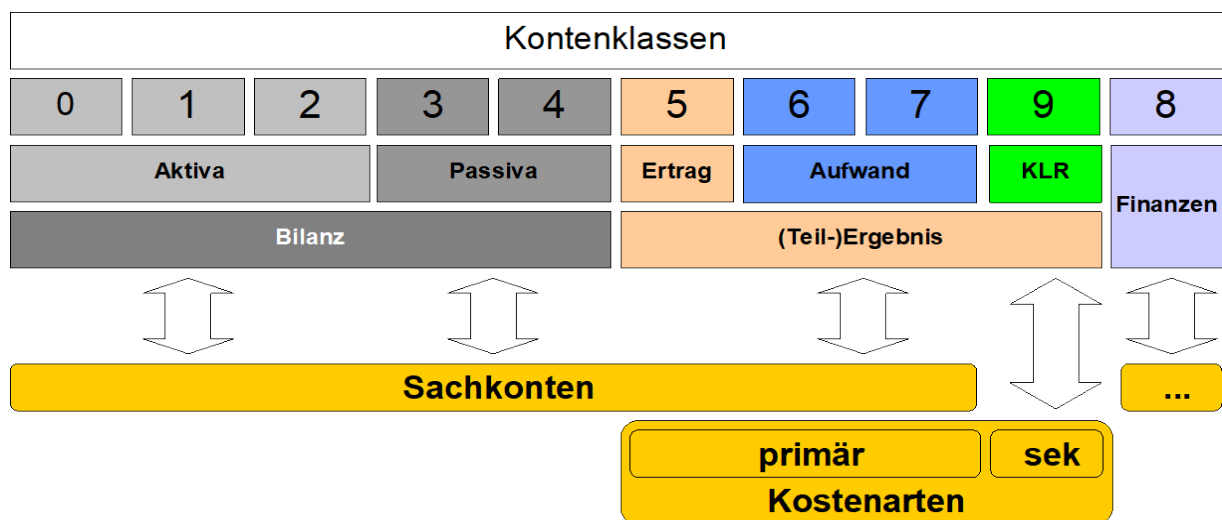 Kontenklassen
0 1 2 3 4 5 6 7 9 8
Aktiva Passiva Ertrag Aufwand KLR Finanzen
Bilanz (Teil-)Ergebnis
Sachkonten ...
primär sek
Kostenarten